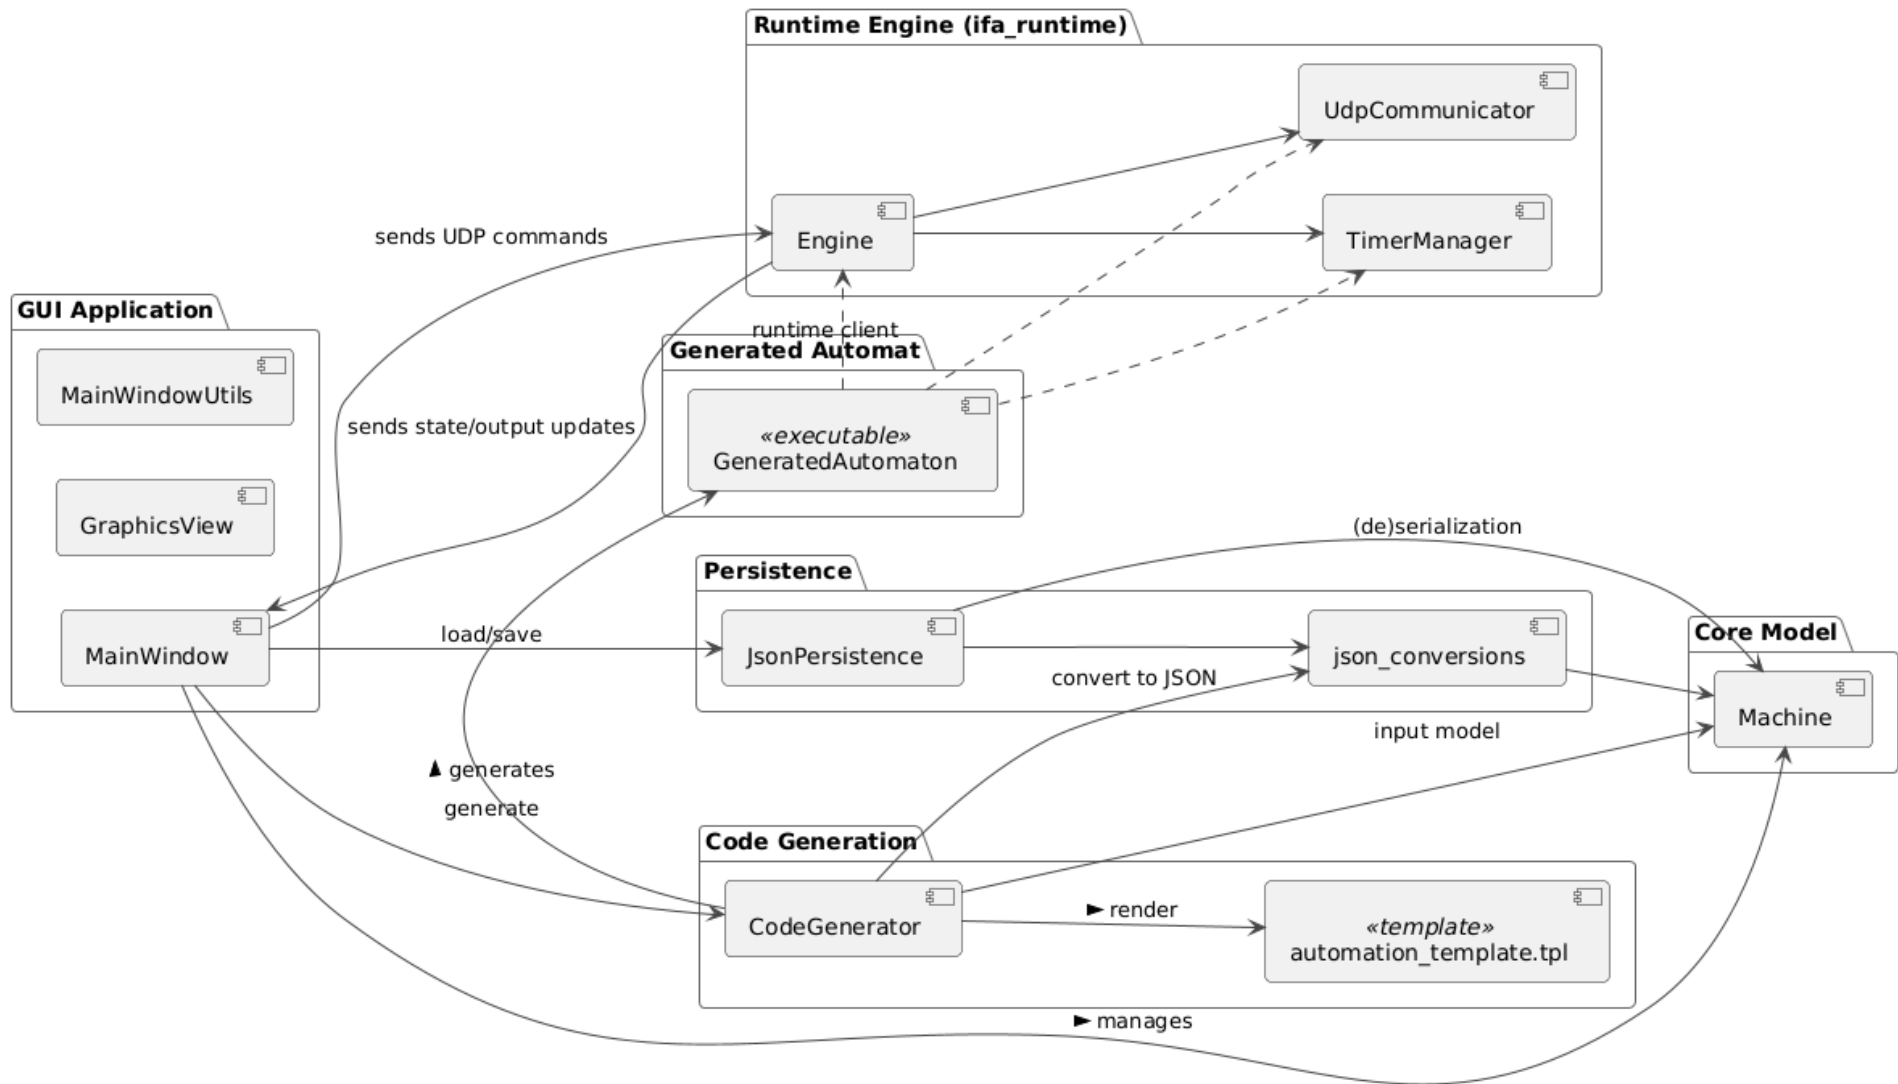 Runtime Engine (ifa_runtime)
UdpCommunicator
sends UDP commands
Engine
TimerManager
GUI Application
runtime client
Generated Automat
MainWindowUtils
sends state/output updates
«executable»
GeneratedAutomaton
GraphicsView
(de)serialization
Persistence
MainWindow
load/save
JsonPersistence
json_conversions
Core Model
convert to JSON
Machine
input model
generates
generate
Code Generation
CodeGenerator
render
«template»
automation_template.tpl
manages